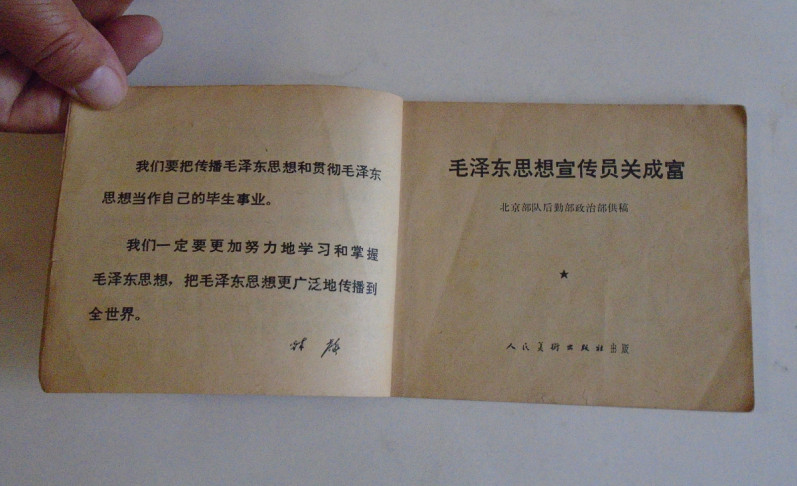 我们要把传播毛泽东思想和贯彻毛泽东
思想当作自己的毕生事业。
我们一定要更加努力地学习和掌握
毛泽东思想，把毛泽东思想更广泛地传播到
全世界。
毛泽东思想宣传员关成富
北京部队后勤部政治部供稿
★
人民美术出版社出版